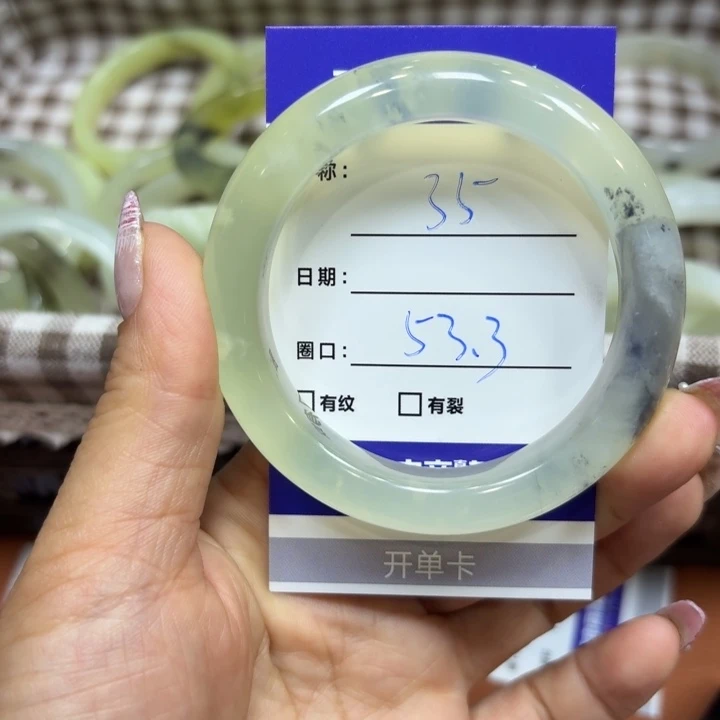 称: 35
日期:
圈口: 53.3
□有纹 □有裂
开单卡